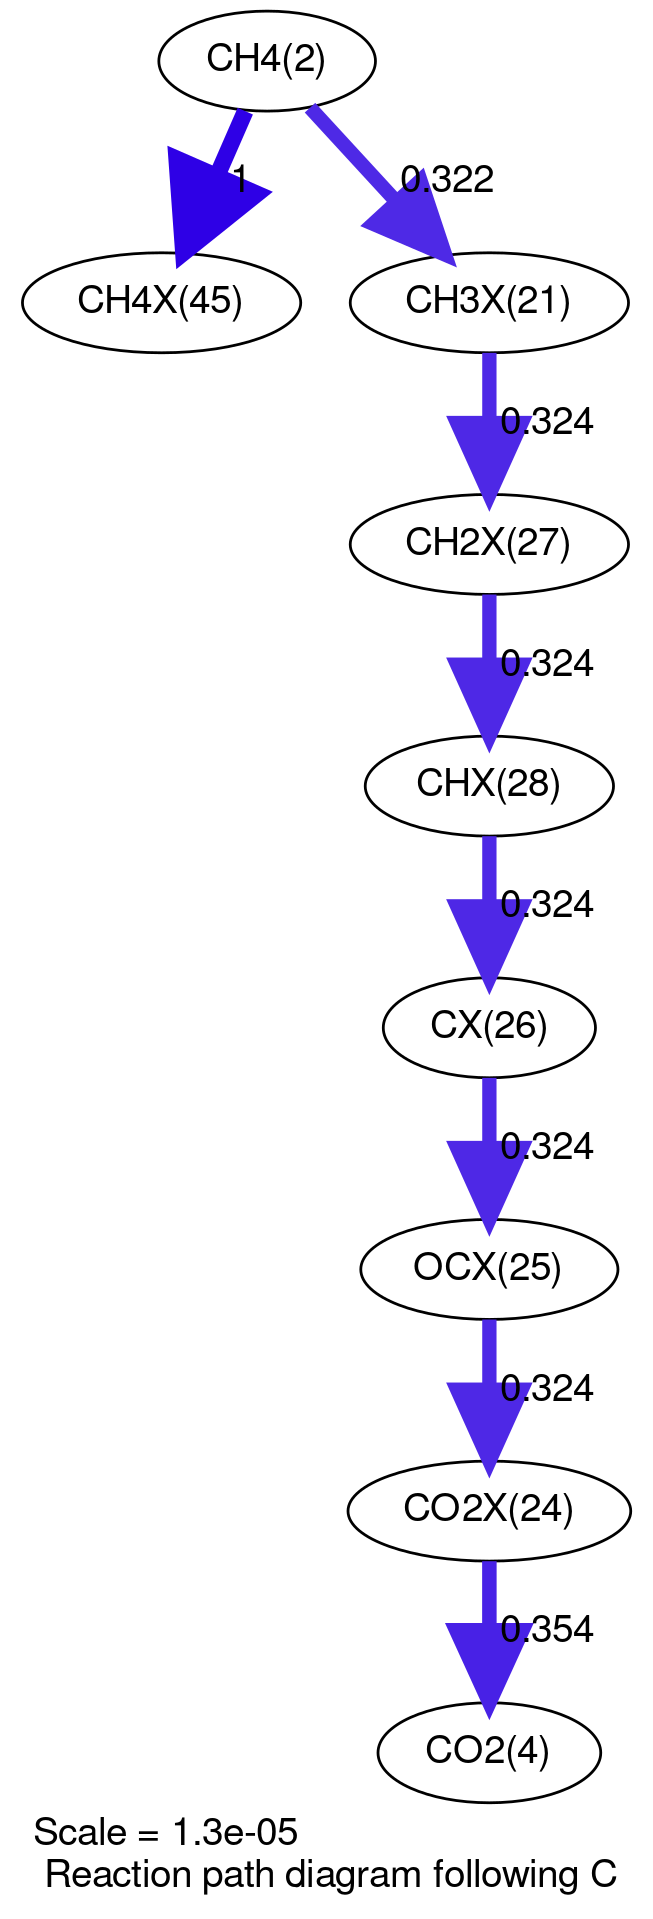 CH4(2)
1
0.322
CH4X(45)
CH3X(21)
0.324
CH2X(27)
0.324
CHX(28)
0.324
CX(26)
0.324
OCX(25)
0.324
CO2X(24)
0.354
CO2(4)
Scale = 1.3e-05
Reaction path diagram following C